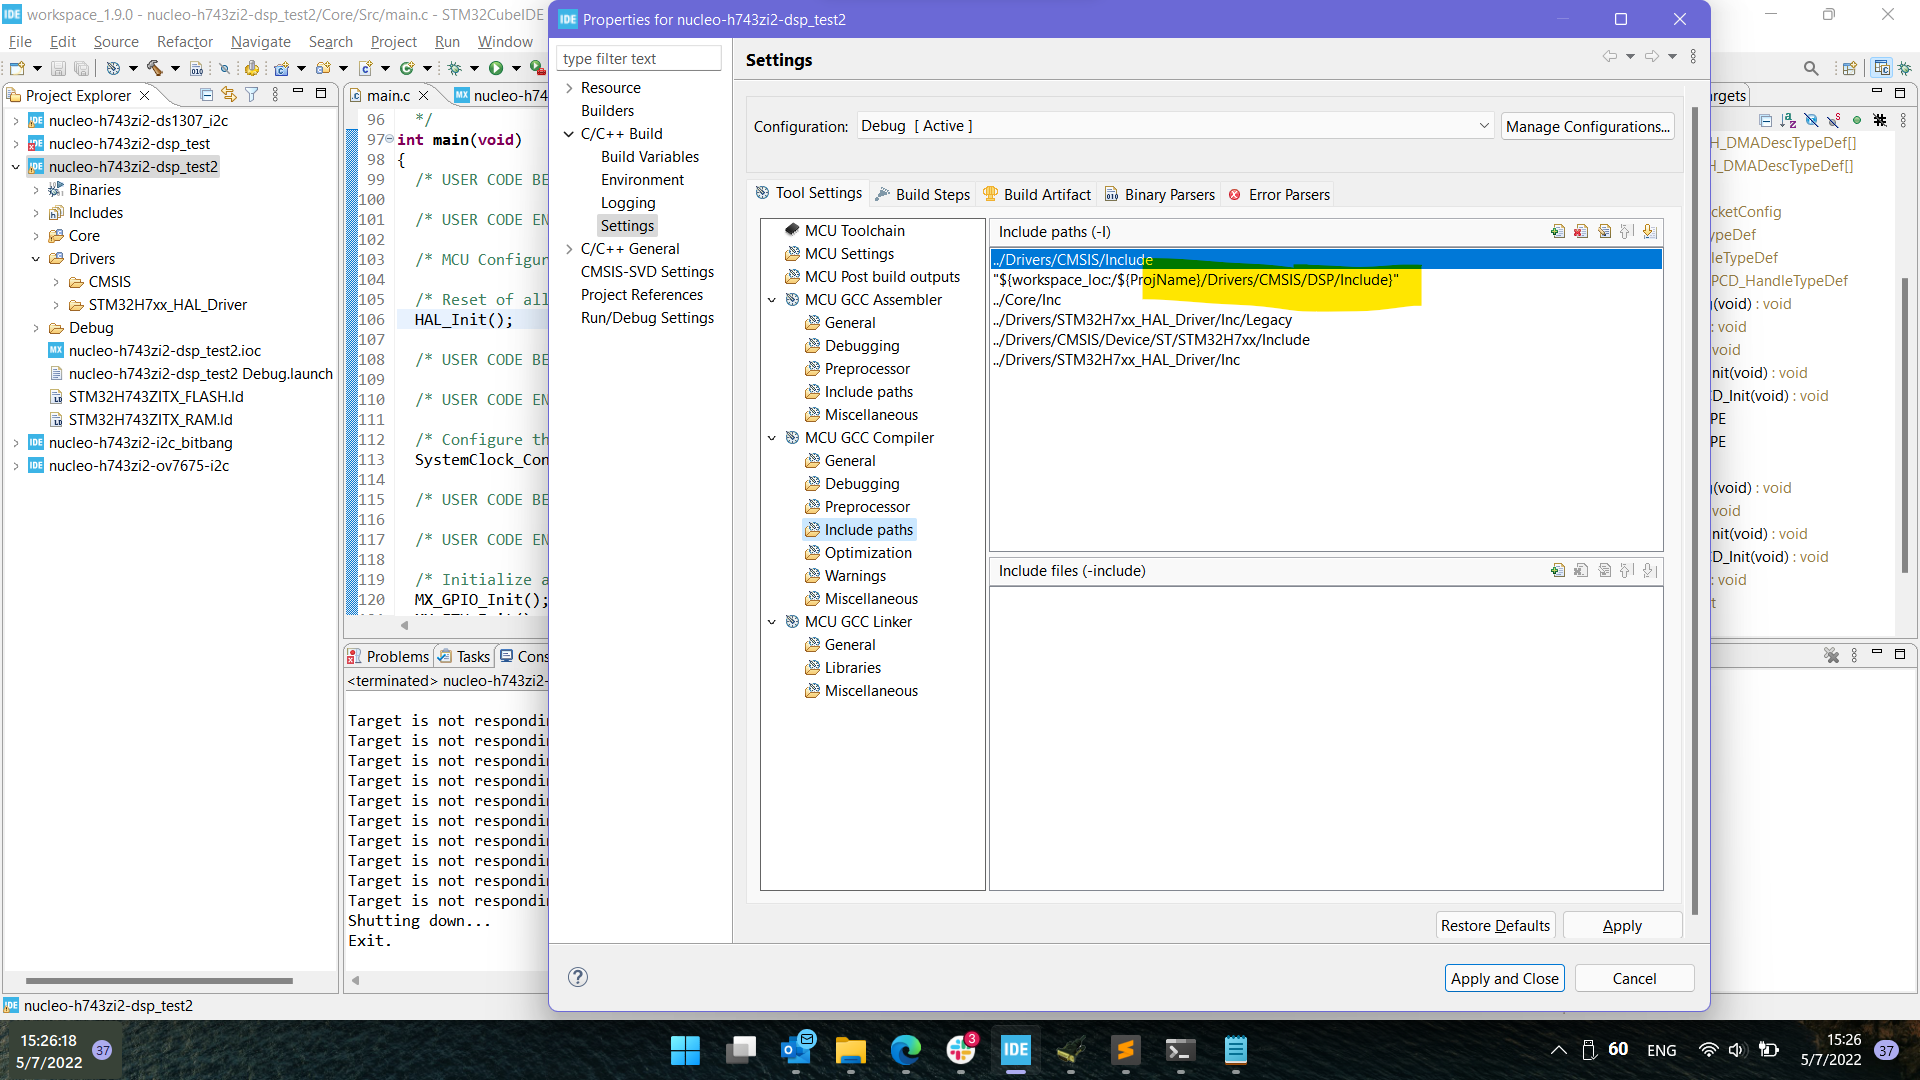 workspace_1.9.0 - nucleo-h743zi2-dsp_test2/Core/Src/main.c - STM32CubeIDE
File Edit Source Refactor Navigate Search Project Run Window
Project Explorer
nucleo-h743zi2-ds1307_i2c
nucleo-h743zi2-dsp_test
nucleo-h743zi2-dsp_test2
Binaries
Includes
Core
Drivers
CMSIS
STM32H7xx_HAL_Driver
Debug
nucleo-h743zi2-dsp_test2.ioc
nucleo-h743zi2-dsp_test2 Debug.launch
STM32H743ZITX_FLASH.ld
STM32H743ZITX_RAM.ld
nucleo-h743zi2-i2c_bitbang
nucleo-h743zi2-ov7675-i2c
nucleo-h743zi2-dsp_test2
main.c nucleo-h74
96 */
97 int main(void)
98 {
99 /* USER CODE BE
100
101 /* USER CODE EN
102
103 /* MCU Configur
104
105 /* Reset of all
106 HAL_Init();
107
108 /* USER CODE BE
109
110 /* USER CODE EN
111
112 /* Configure th
113 SystemClock_Con
114
115 /* USER CODE BE
116
117 /* USER CODE EN
118
119 /* Initialize a
120 MX_GPIO_Init();
Problems Tasks Cons
<terminated> nucleo-h743zi2-
Target is not respondin
Target is not respondin
Target is not respondin
Target is not respondin
Target is not respondin
Target is not respondin
Target is not respondin
Target is not respondin
Target is not respondin
Target is not respondin
Shutting down...
Exit.
IDE Properties for nucleo-h743zi2-dsp_test2
type filter text
Resource
Builders
C/C++ Build
Build Variables
Environment
Logging
Settings
C/C++ General
CMSIS-SVD Settings
Project References
Run/Debug Settings
Settings
Configuration: Debug [ Active ] Manage Configurations...
Tool Settings Build Steps Build Artifact Binary Parsers Error Parsers
MCU Toolchain
MCU Settings
MCU Post build outputs
MCU GCC Assembler
General
Debugging
Preprocessor
Include paths
Miscellaneous
MCU GCC Compiler
General
Debugging
Preprocessor
Include paths
Optimization
Warnings
Miscellaneous
MCU GCC Linker
General
Libraries
Miscellaneous
Include paths (-I)
../Drivers/CMSIS/Include
"${workspace_loc:/${ProjName}/Drivers/CMSIS/DSP/Include}"
../Core/Inc
../Drivers/STM32H7xx_HAL_Driver/Inc/Legacy
../Drivers/CMSIS/Device/ST/STM32H7xx/Include
../Drivers/STM32H7xx_HAL_Driver/Inc
Include files (-include)
Restore Defaults Apply
Apply and Close Cancel
rgets
H_DMADescTypeDef[]
H_DMADescTypeDef[]
cketConfig
ypeDef
leTypeDef
PCD_HandleTypeDef
g(void) : void
: void
void
nit(void) : void
CD_Init(void) : void
PE
PE
g(void) : void
void
nit(void) : void
CD_Init(void) : void
: void
t
15:26:18
5/7/2022
37
3
IDE
60 ENG
15:26
5/7/2022
37